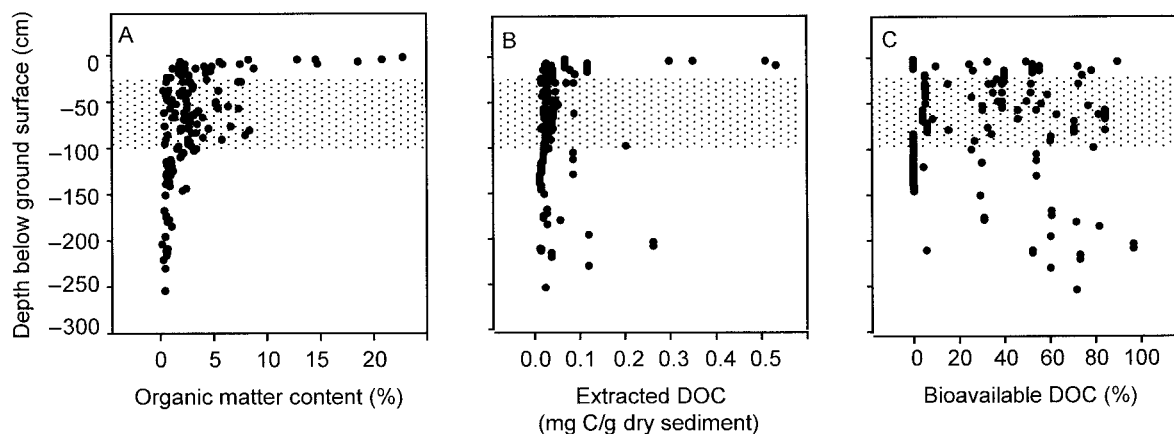 A
B
C
Depth below ground surface (cm)
0
−50
−100
−150
−200
−250
−300
0 5 10 15 20 25
0.0 0.1 0.2 0.3 0.4 0.5
0 20 40 60 80 100
Organic matter content (%)
Extracted DOC
(mg C/g dry sediment)
Bioavailable DOC (%)